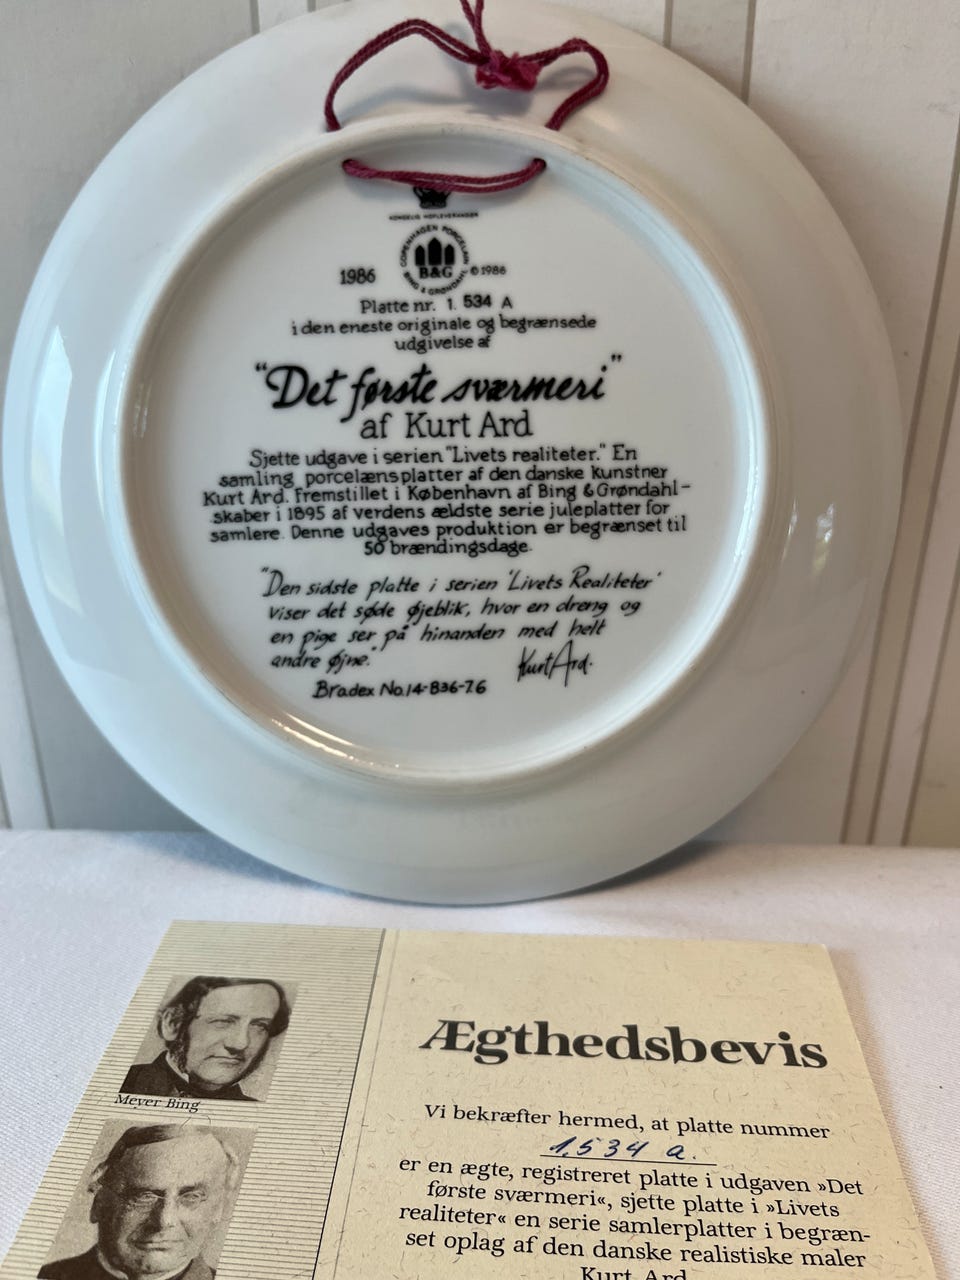 KONGELIG HOFLEVERANDØR
COPENHAGEN PORCELAIN
B&G
BING & GRØNDAHL
1986
© 1986
Platte nr. 1. 534 A
i den eneste originale og begrænsede
udgivelse af
"Det første sværmeri"
af Kurt Ard
Sjette udgave i serien "Livets realiteter." En
samling porcelænsplatter af den danske kunstner
Kurt Ard. Fremstillet i København af Bing & Grøndahl-
skaber i 1895 af verdens ældste serie juleplatter for
samlere. Denne udgaves produktion er begrænset til
50 brændingsdage.
"Den sidste platte i serien 'Livets Realiteter'
viser det søde øjeblik, hvor en dreng og
en pige ser på hinanden med helt
andre øjne."
Kurt Ard.
Bradex No. 14-B36-7.6
Meyer Bing
Ægthedsbevis
Vi bekræfter hermed, at platte nummer
1,534 a.
er en ægte, registreret platte i udgaven »Det
første sværmeri«, sjette platte i »Livets
realiteter« en serie samlerplatter i begræn-
set oplag af den danske realistiske maler
Kurt Ard